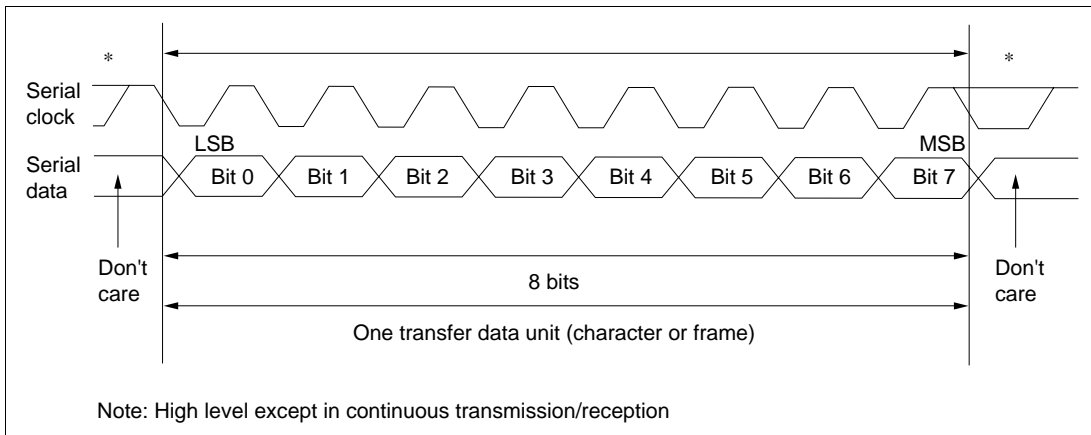 * *
Serial
clock
LSB MSB
Serial
data
Bit 0 Bit 1 Bit 2 Bit 3 Bit 4 Bit 5 Bit 6 Bit 7
Don't
care
Don't
care
8 bits
One transfer data unit (character or frame)
Note: High level except in continuous transmission/reception